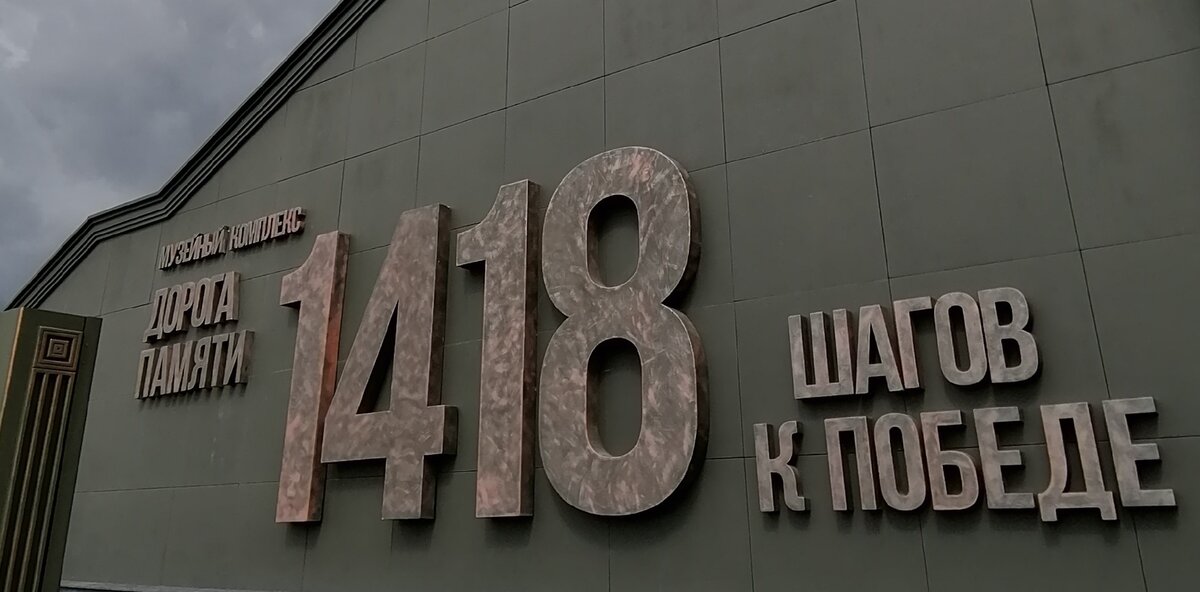 МУЗЕЙНЫЙ КОМПЛЕКС
ДОРОГА
ПАМЯТИ
1418
ШАГОВ
К ПОБЕДЕ